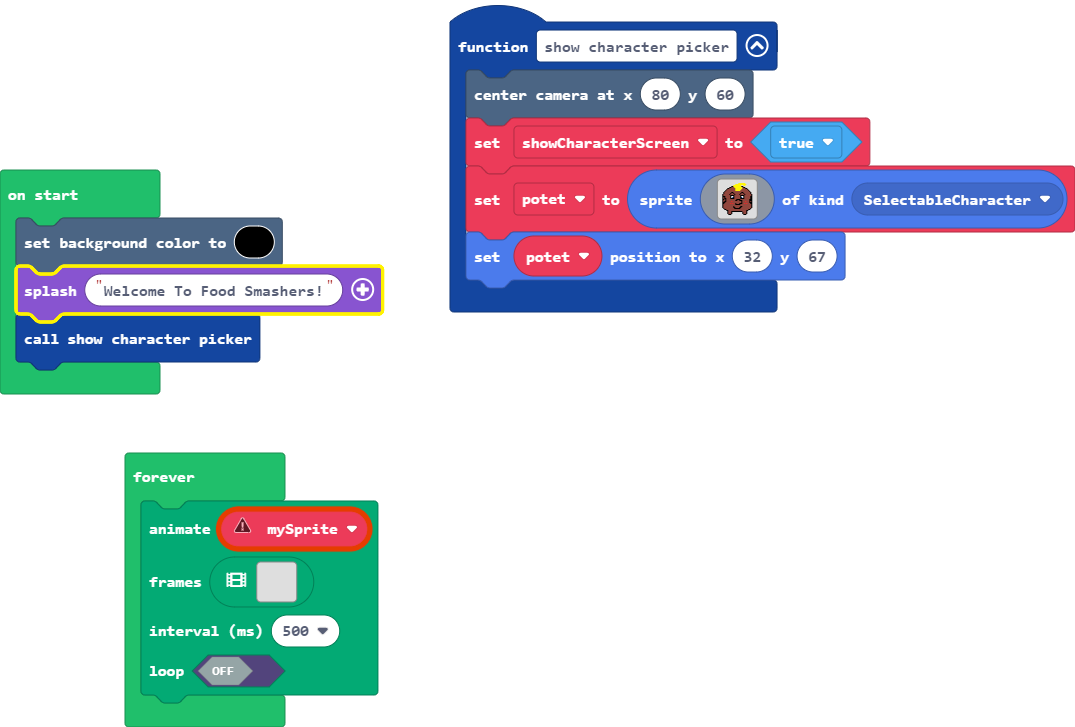 function show character picker
center camera at x 80 y 60
set showCharacterScreen to true
set potet to sprite of kind SelectableCharacter
set potet position to x 32 y 67
on start
set background color to
splash "Welcome To Food Smashers!"
call show character picker
forever
animate mySprite
frames
interval (ms) 500
loop OFF